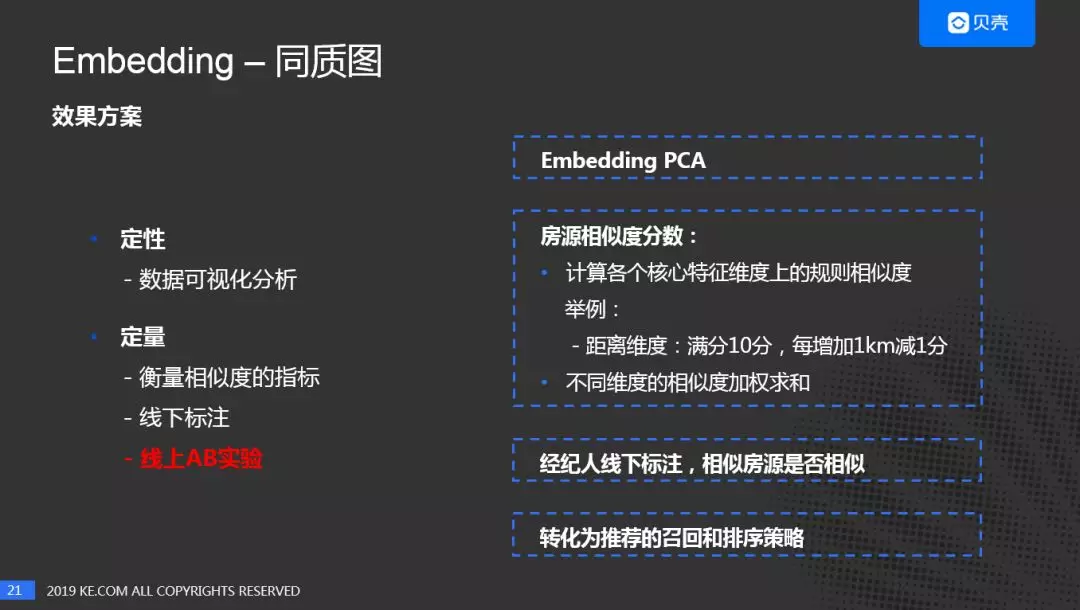 贝壳
Embedding – 同质图
效果方案
• 定性
- 数据可视化分析
• 定量
- 衡量相似度的指标
- 线下标注
- 线上AB实验
Embedding PCA
房源相似度分数：
• 计算各个核心特征维度上的规则相似度
举例：
- 距离维度：满分10分，每增加1km减1分
• 不同维度的相似度加权求和
经纪人线下标注，相似房源是否相似
转化为推荐的召回和排序策略
21
2019 KE.COM ALL COPYRIGHTS RESERVED